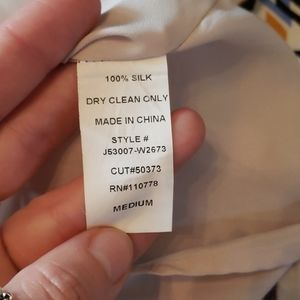 100% SILK
DRY CLEAN ONLY
MADE IN CHINA
STYLE #
J53007-W2673
CUT#50373
RN#110778
MEDIUM